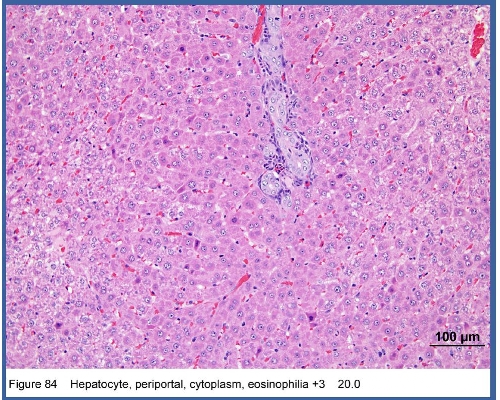 100 μm
Figure 84 Hepatocyte, periportal, cytoplasm, eosinophilia +3 20.0